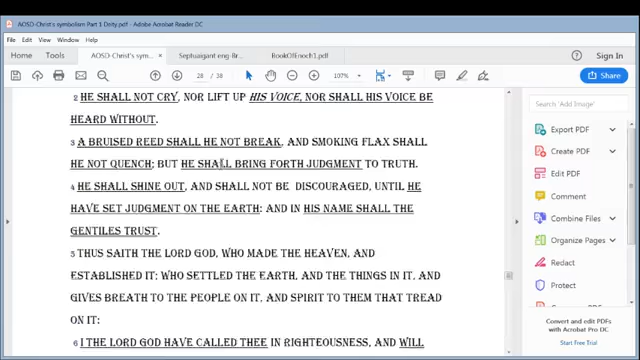 AOSD-Christ's symbolism Part 1 Deity.pdf - Adobe Acrobat Reader DC
File Edit View Window Help
Home Tools AOSD-Christ's symb... × Septuaigant eng-Br... BookOfEnoch1.pdf Sign In
28 / 38 107% Share
2 HE SHALL NOT CRY, NOR LIFT UP HIS VOICE, NOR SHALL HIS VOICE BE
HEARD WITHOUT.
3 A BRUISED REED SHALL HE NOT BREAK, AND SMOKING FLAX SHALL
HE NOT QUENCH; BUT HE SHALL BRING FORTH JUDGMENT TO TRUTH.
4 HE SHALL SHINE OUT, AND SHALL NOT BE DISCOURAGED, UNTIL HE
HAVE SET JUDGMENT ON THE EARTH: AND IN HIS NAME SHALL THE
GENTILES TRUST.
5 THUS SAITH THE LORD GOD, WHO MADE THE HEAVEN, AND
ESTABLISHED IT; WHO SETTLED THE EARTH, AND THE THINGS IN IT, AND
GIVES BREATH TO THE PEOPLE ON IT, AND SPIRIT TO THEM THAT TREAD
ON IT:
6 I THE LORD GOD HAVE CALLED THEE IN RIGHTEOUSNESS, AND WILL
Search 'Add Image'
Export PDF
Create PDF
Edit PDF
Comment
Combine Files
Organize Pages
Redact
Protect
Convert and edit PDFs
with Acrobat Pro DC
Start Free Trial